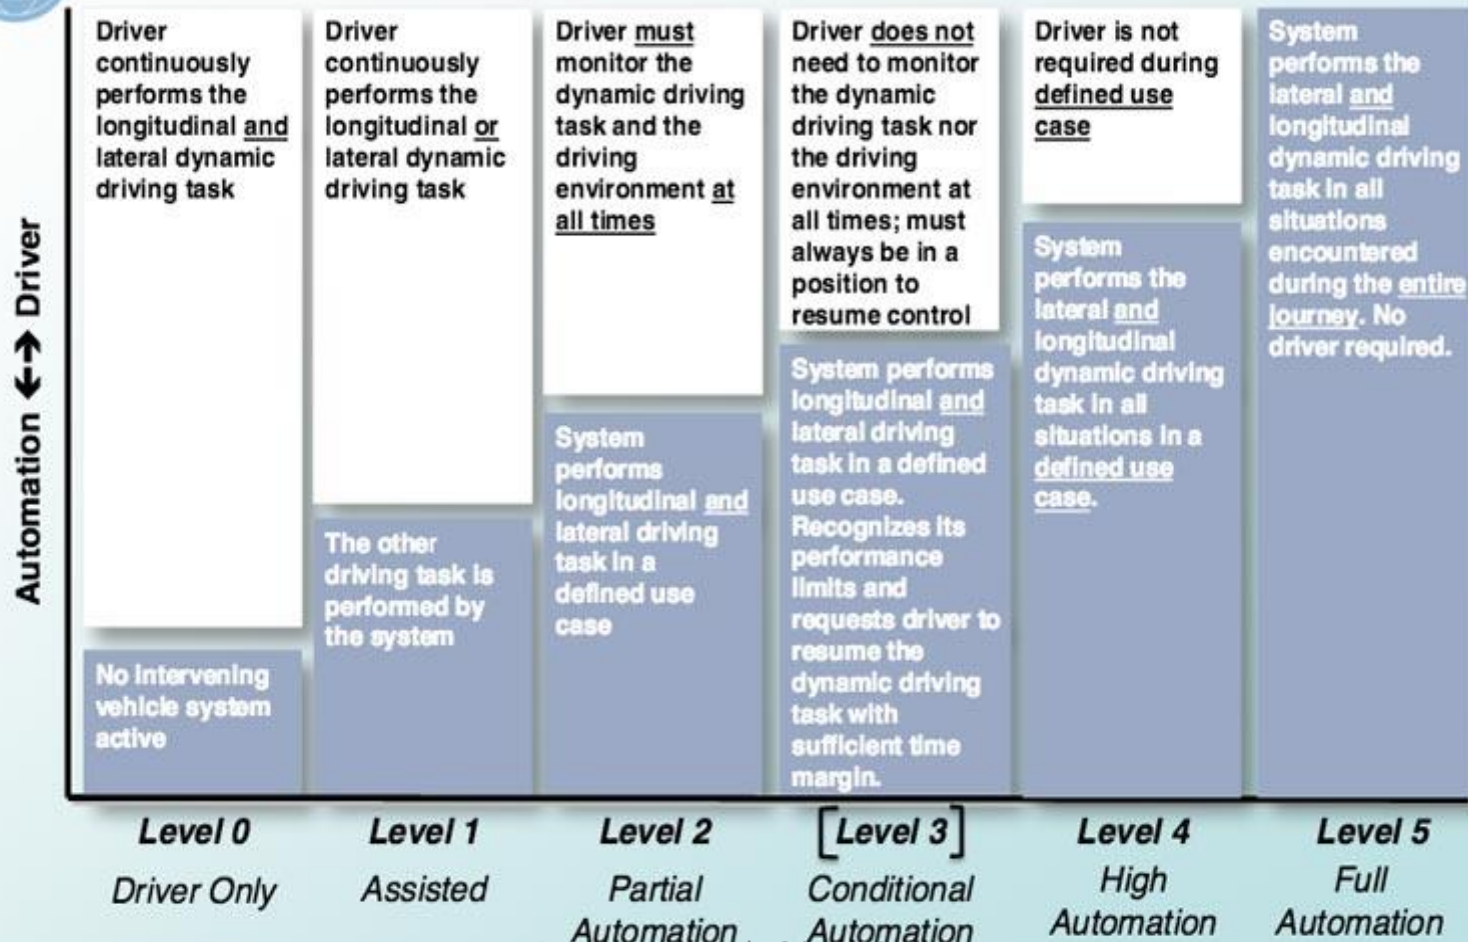 Automation ↔ Driver
Driver
continuously
performs the
longitudinal and
lateral dynamic
driving task
No intervening
vehicle system
active
Driver
continuously
performs the
longitudinal or
lateral dynamic
driving task
The other
driving task is
performed by
the system
Driver must
monitor the
dynamic driving
task and the
driving
environment at
all times
System
performs
longitudinal and
lateral driving
task in a
defined use
case
Driver does not
need to monitor
the dynamic
driving task nor
the driving
environment at
all times; must
always be in a
position to
resume control
System performs
longitudinal and
lateral driving
task in a defined
use case.
Recognizes its
performance
limits and
requests driver to
resume the
dynamic driving
task with
sufficient time
margin.
Driver is not
required during
defined use
case
System
performs the
lateral and
longitudinal
dynamic driving
task in all
situations in a
defined use
case.
System
performs the
lateral and
longitudinal
dynamic driving
task in all
situations
encountered
during the entire
journey. No
driver required.
Level 0
Driver Only
Level 1
Assisted
Level 2
Partial
Automation
[Level 3]
Conditional
Automation
Level 4
High
Automation
Level 5
Full
Automation